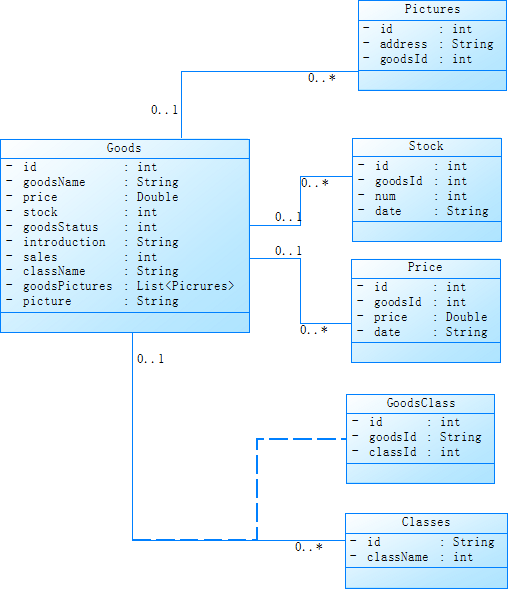 Pictures
- id : int
- address : String
- goodsId : int
0..*
0..1
Goods
- id : int
- goodsName : String
- price : Double
- stock : int
- goodsStatus : int
- introduction : String
- sales : int
- className : String
- goodsPictures : List<Picrures>
- picture : String
Stock
- id : int
- goodsId : int
- num : int
- date : String
0..*
0..1
0..1
Price
- id : int
- goodsId : int
- price : Double
- date : String
0..*
0..1
GoodsClass
- id : int
- goodsId : String
- classId : int
Classes
- id : String
- className : int
0..*